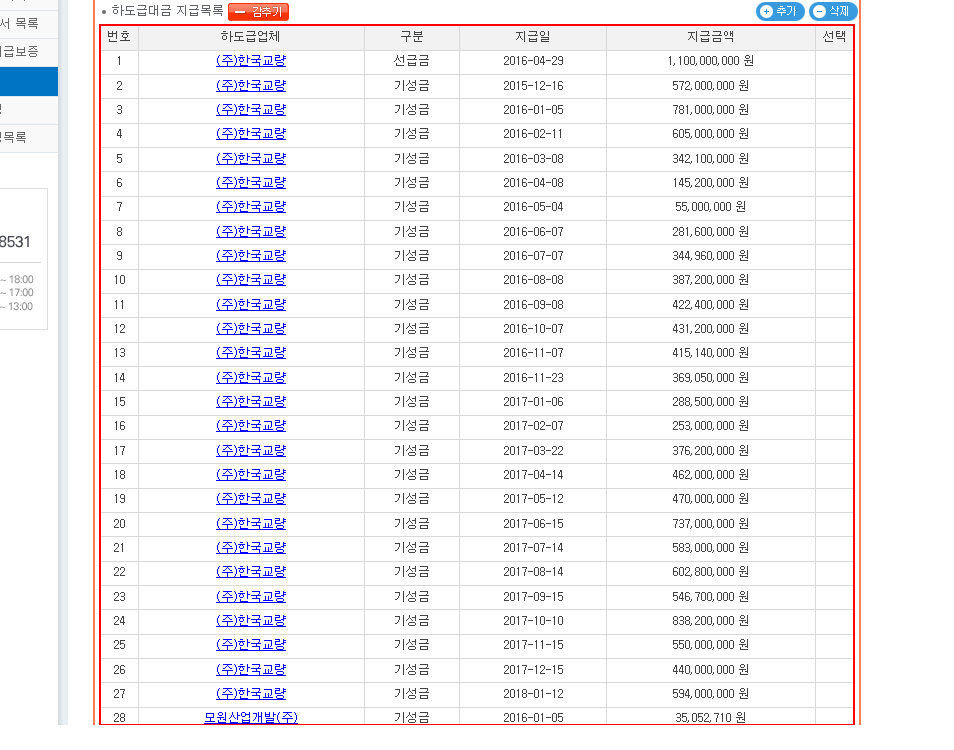 하도급대금 지급목록 감추기 추가 삭제
서 목록
급보증
목록
8531
~ 18:00
~ 17:00
~ 13:00
번호 하도급업체 구분 지급일 지급금액 선택
1 (주)한국교량 선급금 2016-04-29 1,100,000,000 원
2 (주)한국교량 기성금 2015-12-16 572,000,000 원
3 (주)한국교량 기성금 2016-01-05 781,000,000 원
4 (주)한국교량 기성금 2016-02-11 605,000,000 원
5 (주)한국교량 기성금 2016-03-08 342,100,000 원
6 (주)한국교량 기성금 2016-04-08 145,200,000 원
7 (주)한국교량 기성금 2016-05-04 55,000,000 원
8 (주)한국교량 기성금 2016-06-07 281,600,000 원
9 (주)한국교량 기성금 2016-07-07 344,960,000 원
10 (주)한국교량 기성금 2016-08-08 387,200,000 원
11 (주)한국교량 기성금 2016-09-08 422,400,000 원
12 (주)한국교량 기성금 2016-10-07 431,200,000 원
13 (주)한국교량 기성금 2016-11-07 415,140,000 원
14 (주)한국교량 기성금 2016-11-23 369,050,000 원
15 (주)한국교량 기성금 2017-01-06 288,500,000 원
16 (주)한국교량 기성금 2017-02-07 253,000,000 원
17 (주)한국교량 기성금 2017-03-22 376,200,000 원
18 (주)한국교량 기성금 2017-04-14 462,000,000 원
19 (주)한국교량 기성금 2017-05-12 470,000,000 원
20 (주)한국교량 기성금 2017-06-15 737,000,000 원
21 (주)한국교량 기성금 2017-07-14 583,000,000 원
22 (주)한국교량 기성금 2017-08-14 602,800,000 원
23 (주)한국교량 기성금 2017-09-15 546,700,000 원
24 (주)한국교량 기성금 2017-10-10 838,200,000 원
25 (주)한국교량 기성금 2017-11-15 550,000,000 원
26 (주)한국교량 기성금 2017-12-15 440,000,000 원
27 (주)한국교량 기성금 2018-01-12 594,000,000 원
28 모원산업개발(주) 기성금 2016-01-05 35,052,710 원